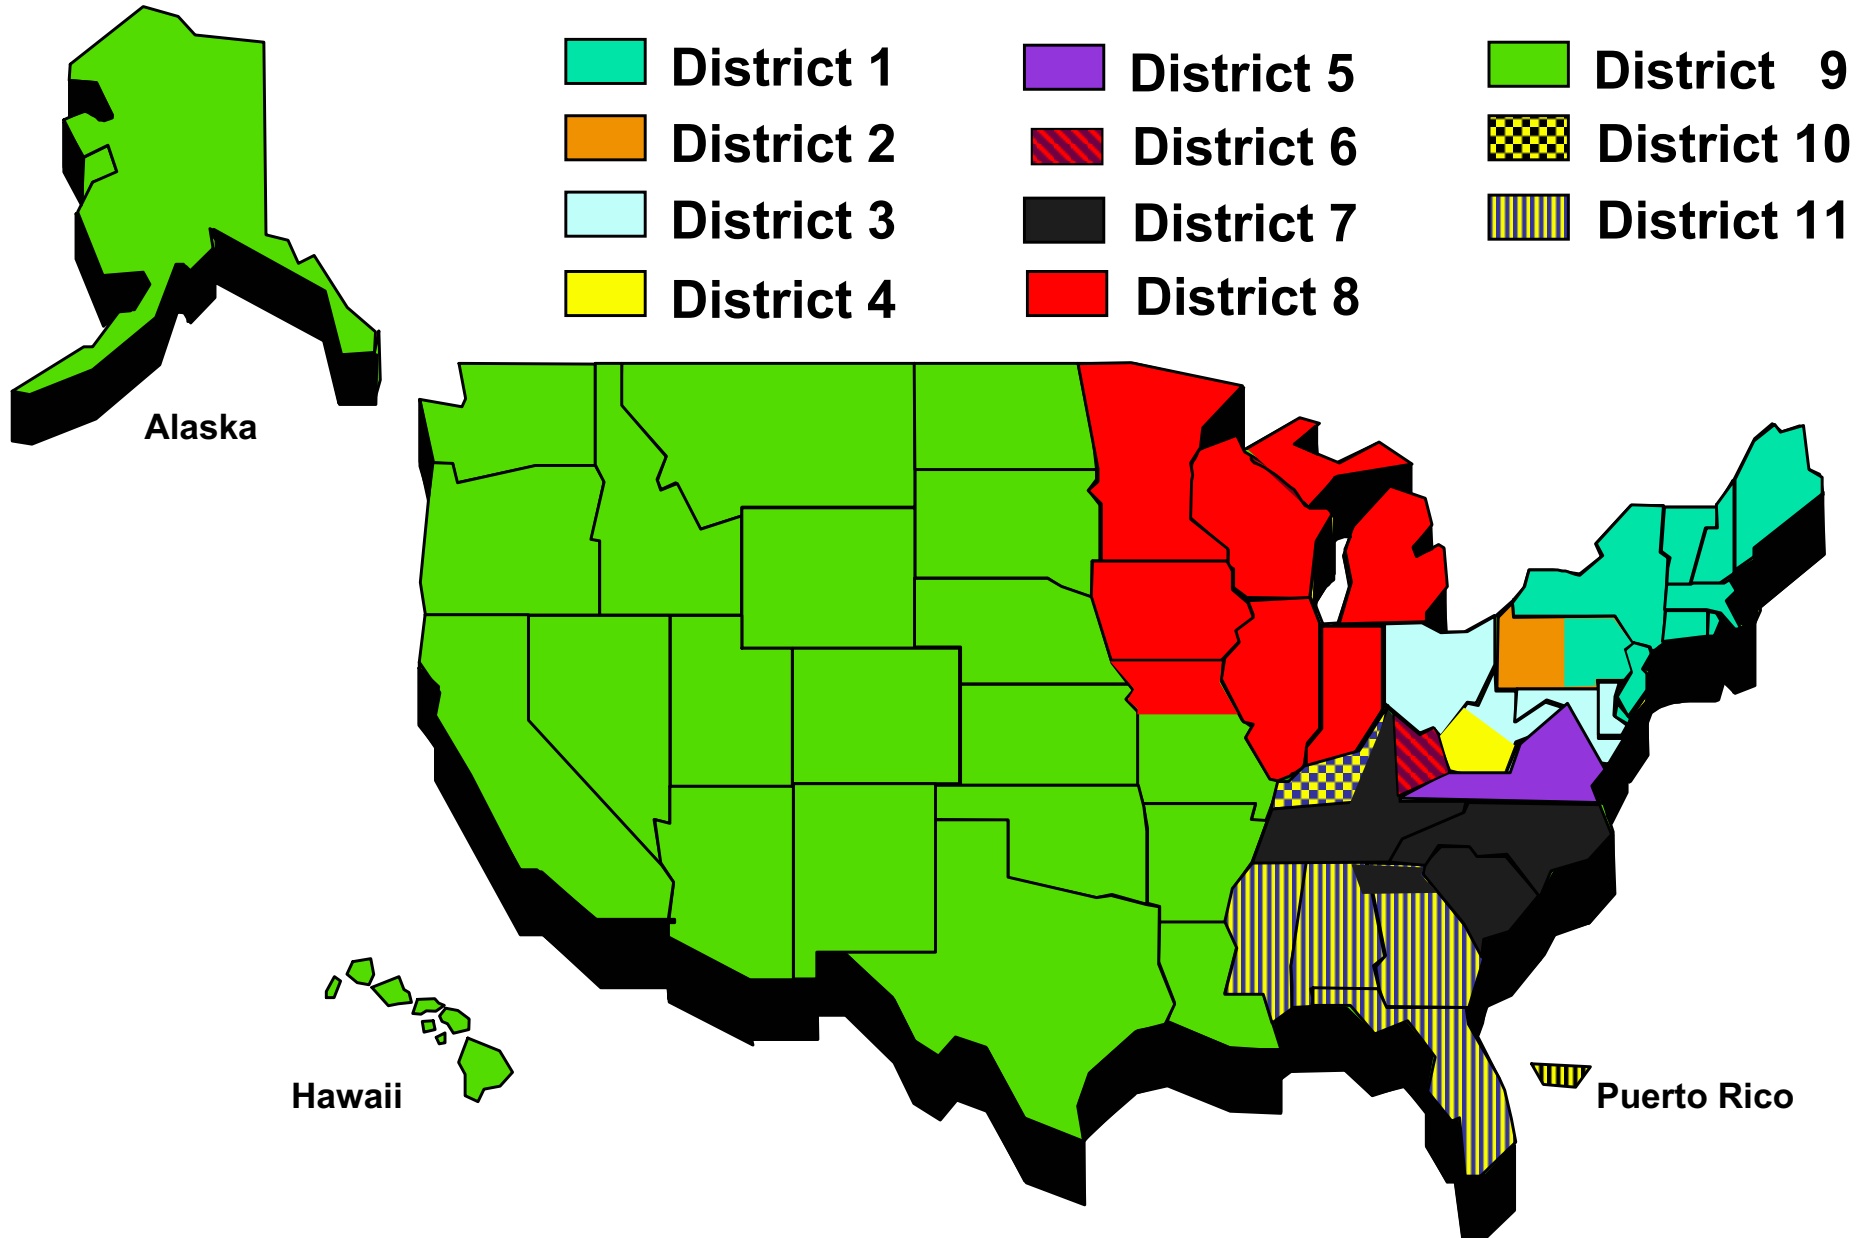 District 1
District 2
District 3
District 4
District 5
District 6
District 7
District 8
District 9
District 10
District 11
Alaska
Hawaii
Puerto Rico